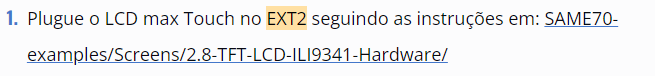 1. Plugue o LCD max Touch no EXT2 seguindo as instruções em: SAME70-
examples/Screens/2.8-TFT-LCD-ILI9341-Hardware/